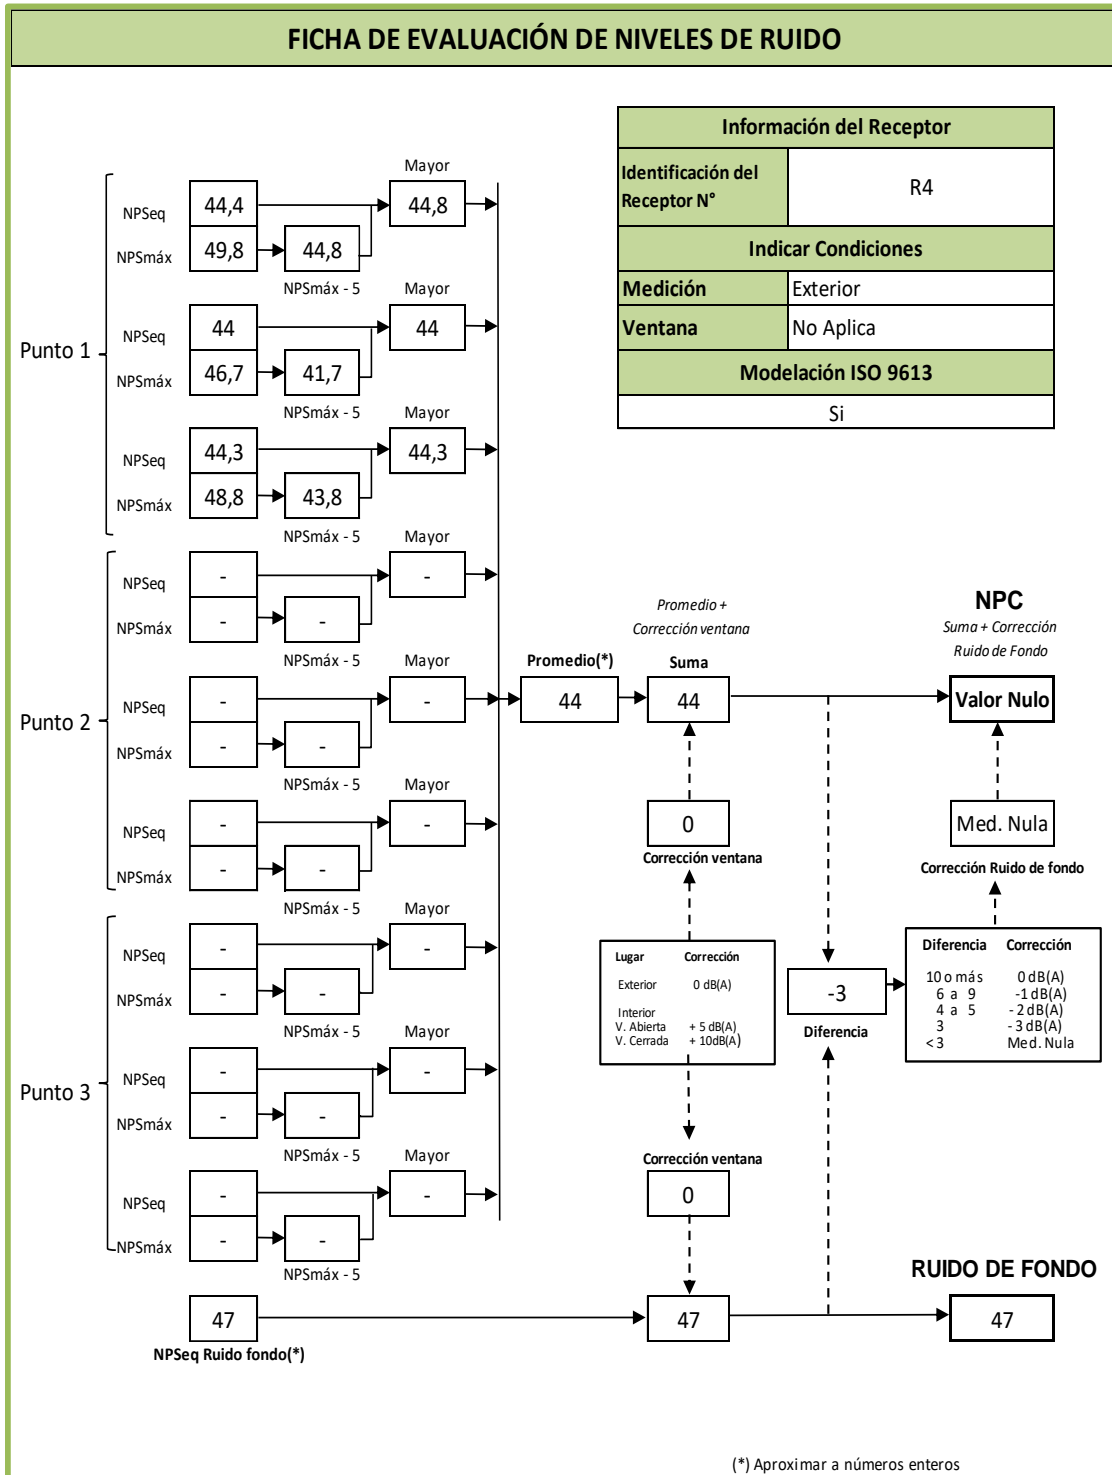 FICHA DE EVALUACIÓN DE NIVELES DE RUIDO
Información del Receptor
Identificación del Receptor N°
R4
Indicar Condiciones
Medición
Exterior
Ventana
No Aplica
Modelación ISO 9613
Si
Punto 1
Mayor
NPSeq
44,4
44,8
NPSmáx
49,8
44,8
NPSmáx - 5
Mayor
NPSeq
44
44
NPSmáx
46,7
41,7
NPSmáx - 5
Mayor
NPSeq
44,3
44,3
NPSmáx
48,8
43,8
NPSmáx - 5
Punto 2
Mayor
NPSeq
-
-
NPSmáx
-
-
NPSmáx - 5
Mayor
NPSeq
-
-
NPSmáx
-
-
NPSmáx - 5
Mayor
NPSeq
-
-
NPSmáx
-
-
NPSmáx - 5
Punto 3
Mayor
NPSeq
-
-
NPSmáx
-
-
NPSmáx - 5
Mayor
NPSeq
-
-
NPSmáx
-
-
NPSmáx - 5
Mayor
NPSeq
-
-
NPSmáx
-
-
NPSmáx - 5
Promedio(*)
44
Promedio +
Corrección ventana
Suma
44
NPC
Suma + Corrección
Ruido de Fondo
Valor Nulo
0
Corrección ventana
Med. Nula
Corrección Ruido de fondo
Lugar Corrección
Exterior 0 dB(A)
Interior
V. Abierta + 5 dB(A)
V. Cerrada + 10dB(A)
-3
Diferencia
Diferencia Corrección
10 o más 0 dB(A)
6 a 9 -1 dB(A)
4 a 5 - 2 dB(A)
3 - 3 dB(A)
< 3 Med. Nula
Corrección ventana
0
47
NPSeq Ruido fondo(*)
47
RUIDO DE FONDO
47
(*) Aproximar a números enteros